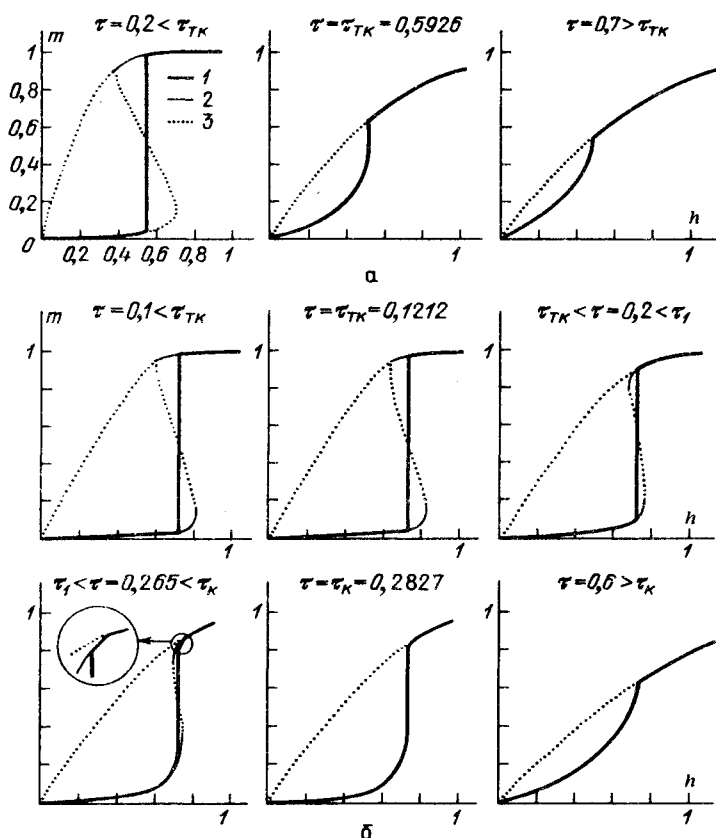 τ = 0,2 < τ_TK
τ = τ_TK = 0,5926
τ = 0,7 > τ_TK
m
1
0,8
0,6
0,4
0,2
0
0,2 0,4 0,6 0,8 1
1
2
3
1
1
h
а
τ = 0,1 < τ_TK
τ = τ_TK = 0,1212
τ_TK < τ = 0,2 < τ_1
m
1
1
1
1
1
1
h
τ_1 < τ = 0,265 < τ_K
τ = τ_K = 0,2827
τ = 0,6 > τ_K
1
1
1
1
1
1
h
б